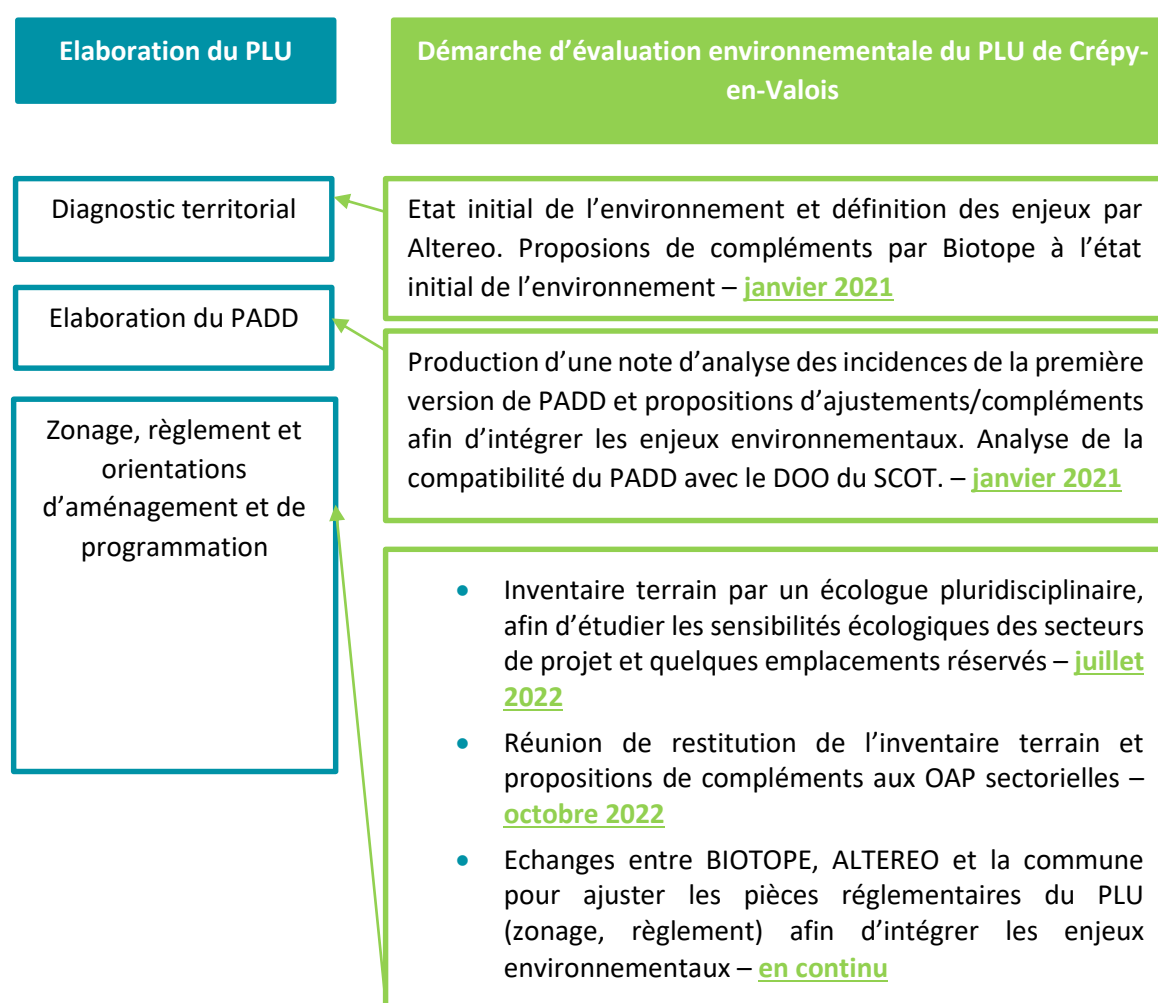 Elaboration du PLU
Démarche d’évaluation environnementale du PLU de Crépy-
en-Valois
Diagnostic territorial
Etat initial de l’environnement et définition des enjeux par
Altereo. Proposions de compléments par Biotope à l’état
initial de l’environnement – janvier 2021
Elaboration du PADD
Production d’une note d’analyse des incidences de la première
version de PADD et propositions d’ajustements/compléments
afin d’intégrer les enjeux environnementaux. Analyse de la
compatibilité du PADD avec le DOO du SCOT. – janvier 2021
Zonage, règlement et
orientations
d’aménagement et de
programmation
• Inventaire terrain par un écologue pluridisciplinaire,
afin d’étudier les sensibilités écologiques des secteurs
de projet et quelques emplacements réservés – juillet
2022
• Réunion de restitution de l’inventaire terrain et
propositions de compléments aux OAP sectorielles –
octobre 2022
• Echanges entre BIOTOPE, ALTEREO et la commune
pour ajuster les pièces réglementaires du PLU
(zonage, règlement) afin d’intégrer les enjeux
environnementaux – en continu